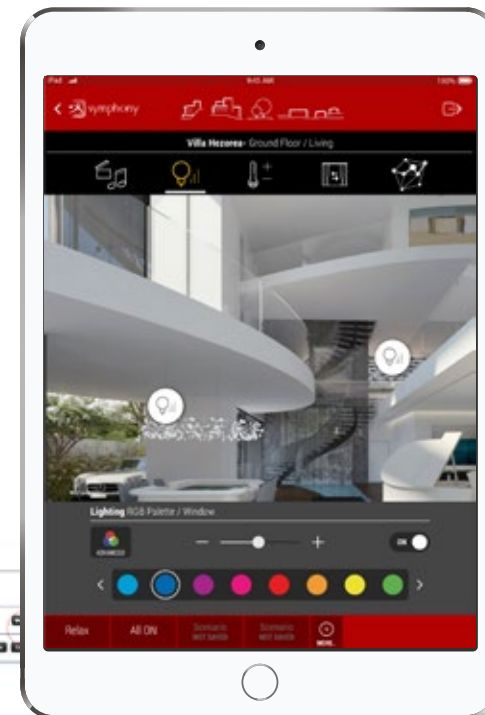 iPad
9:45 AM
100%
symphony
Villa Hezorea- Ground Floor / Living
Lighting RGB Palette / Window
ADVANCED
ON
Relax
All ON
Scenario
NOT SAVED
Scenario
NOT SAVED
MORE...